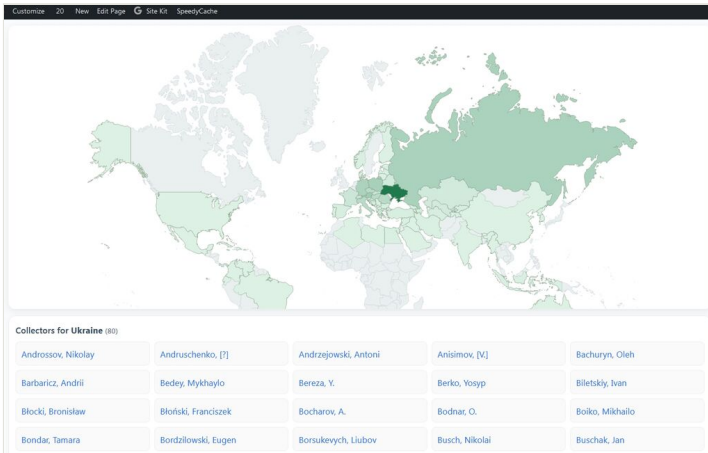 Customize 20 New Edit Page G Site Kit SpeedyCache
Collectors for Ukraine (80)
Androssov, Nikolay Andruschenko, [?] Andrzejowski, Antoni Anisimov, [V.] Bachuryn, Oleh
Barbaricz, Andrii Bedey, Mykhaylo Bereza, Y. Berko, Yosyp Biletskiy, Ivan
Błocki, Bronisław Błoński, Franciszek Bocharov, A. Bodnar, O. Boiko, Mikhailo
Bondar, Tamara Bordzilowski, Eugen Borsukevych, Liubov Busch, Nikolai Buschak, Jan